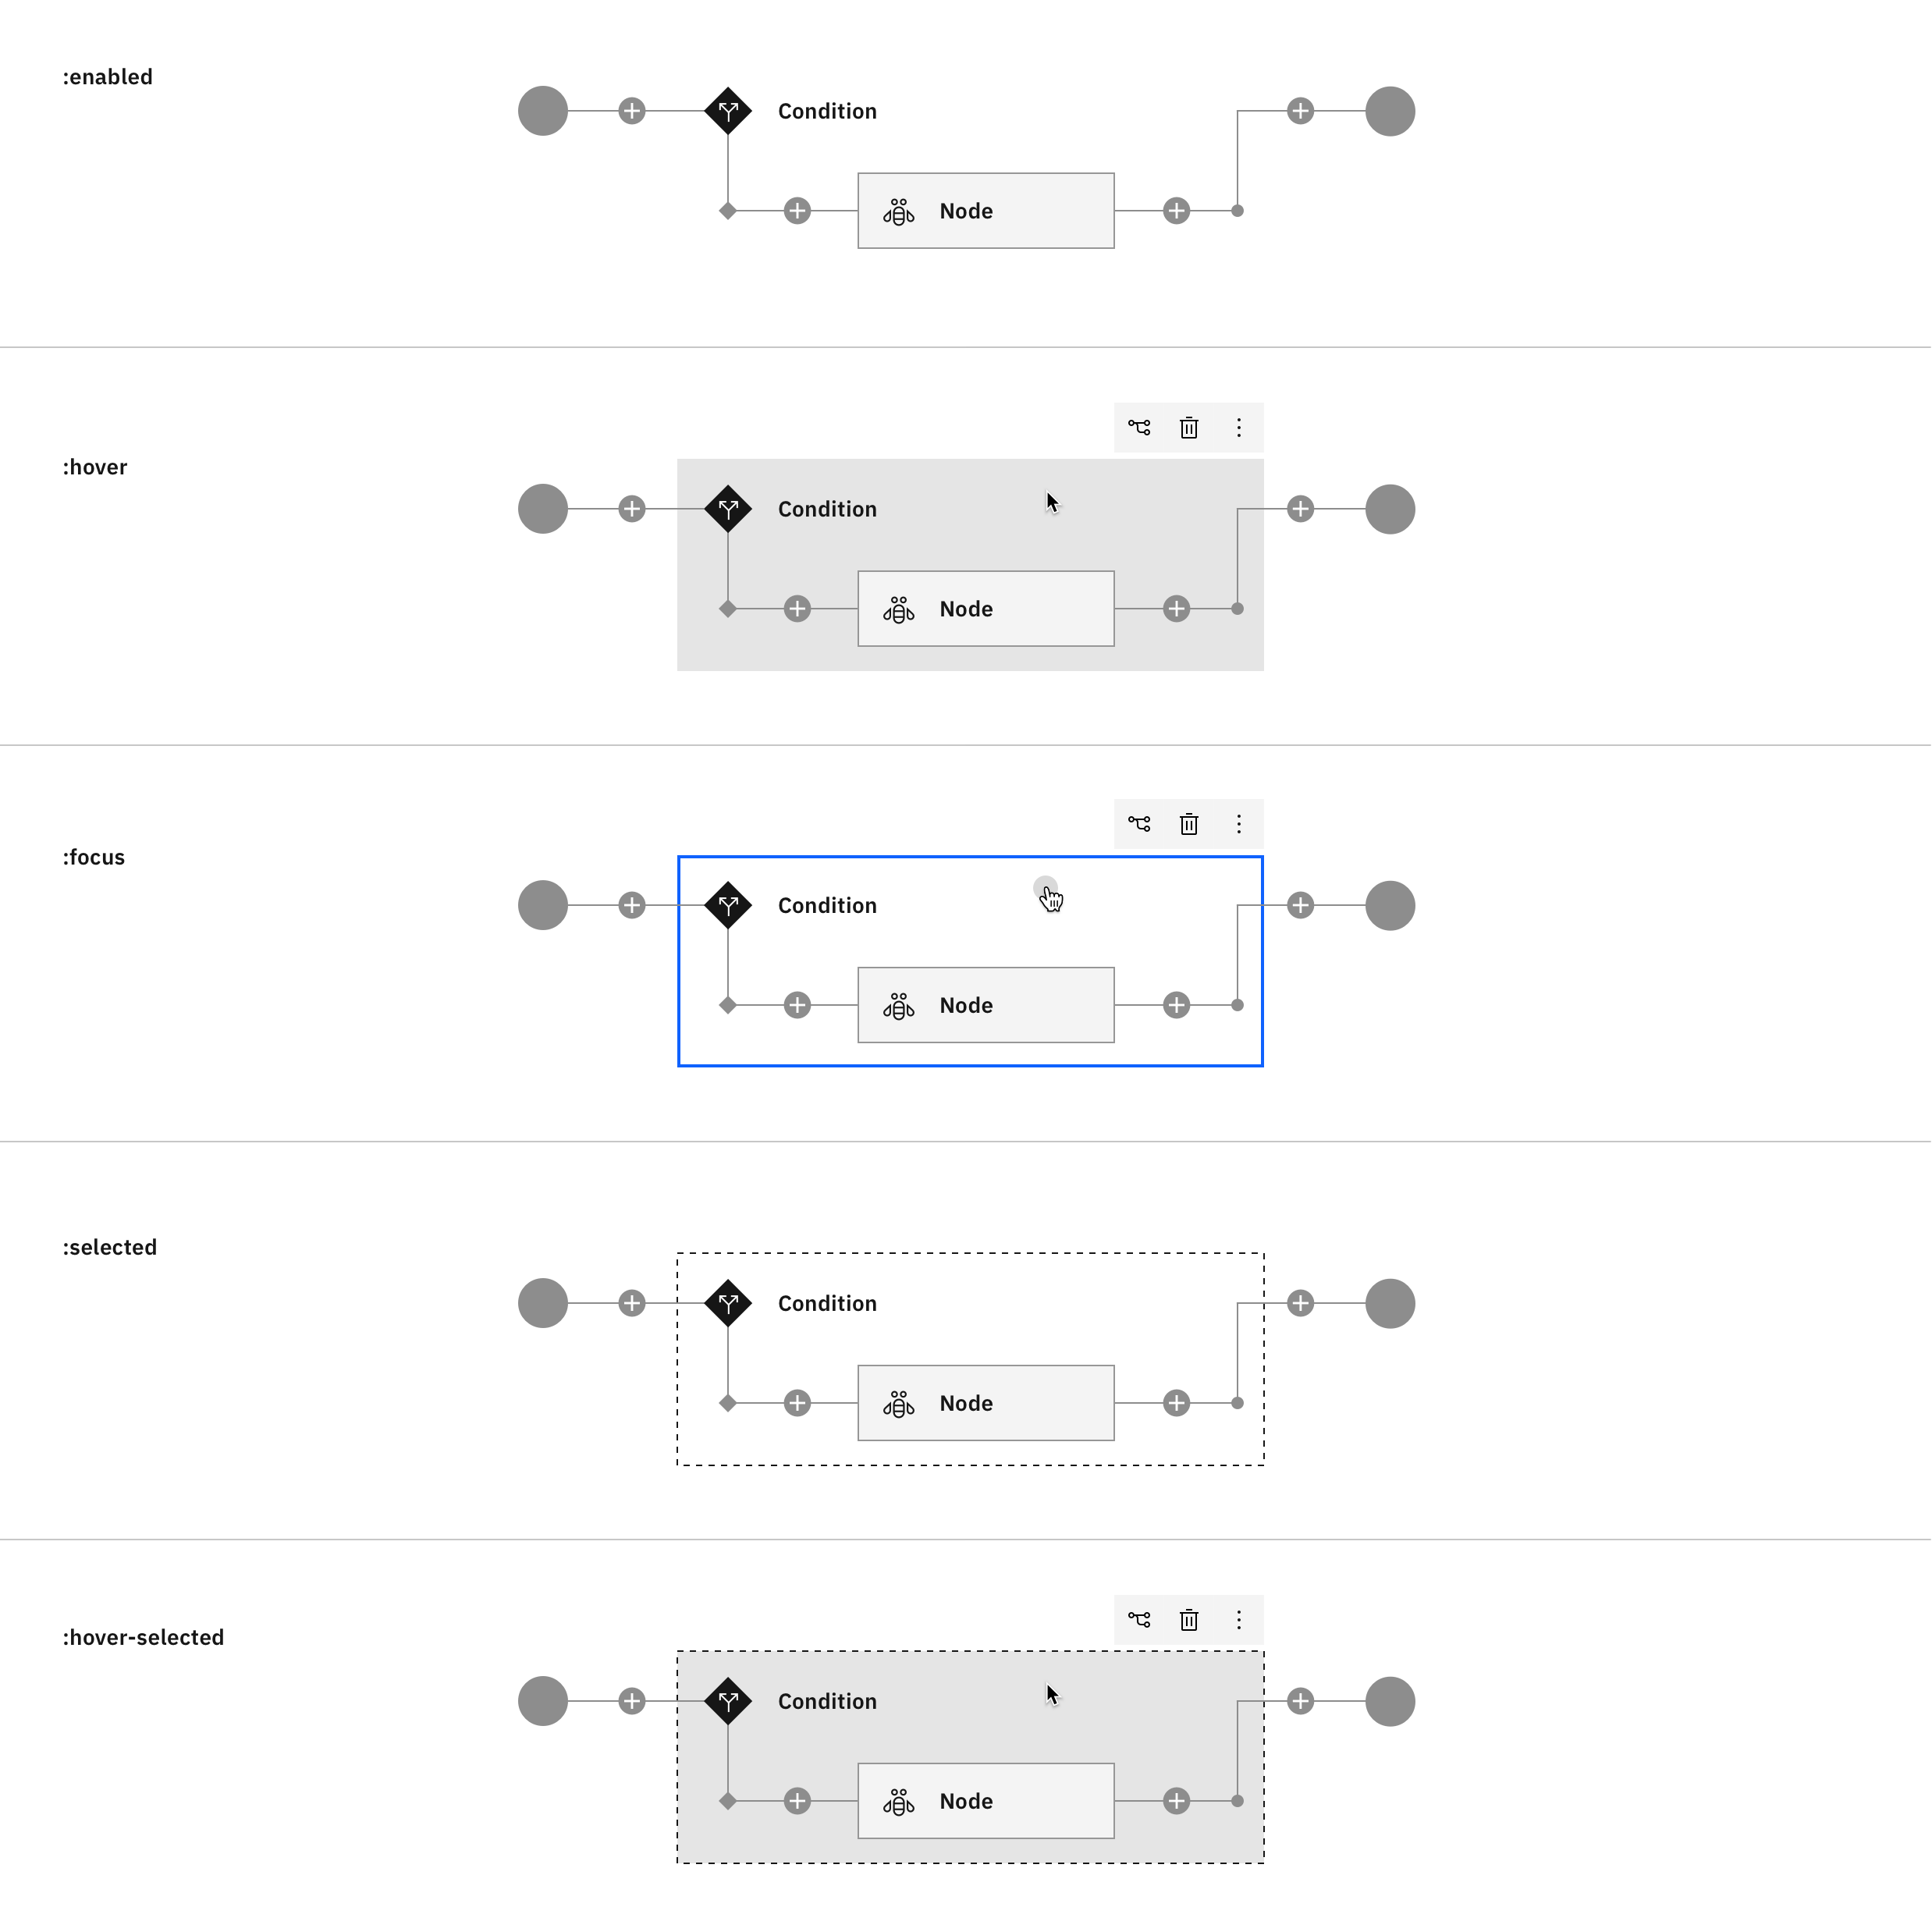 :enabled
Condition
Node
:hover
Condition
Node
:focus
Condition
Node
:selected
Condition
Node
:hover-selected
Condition
Node